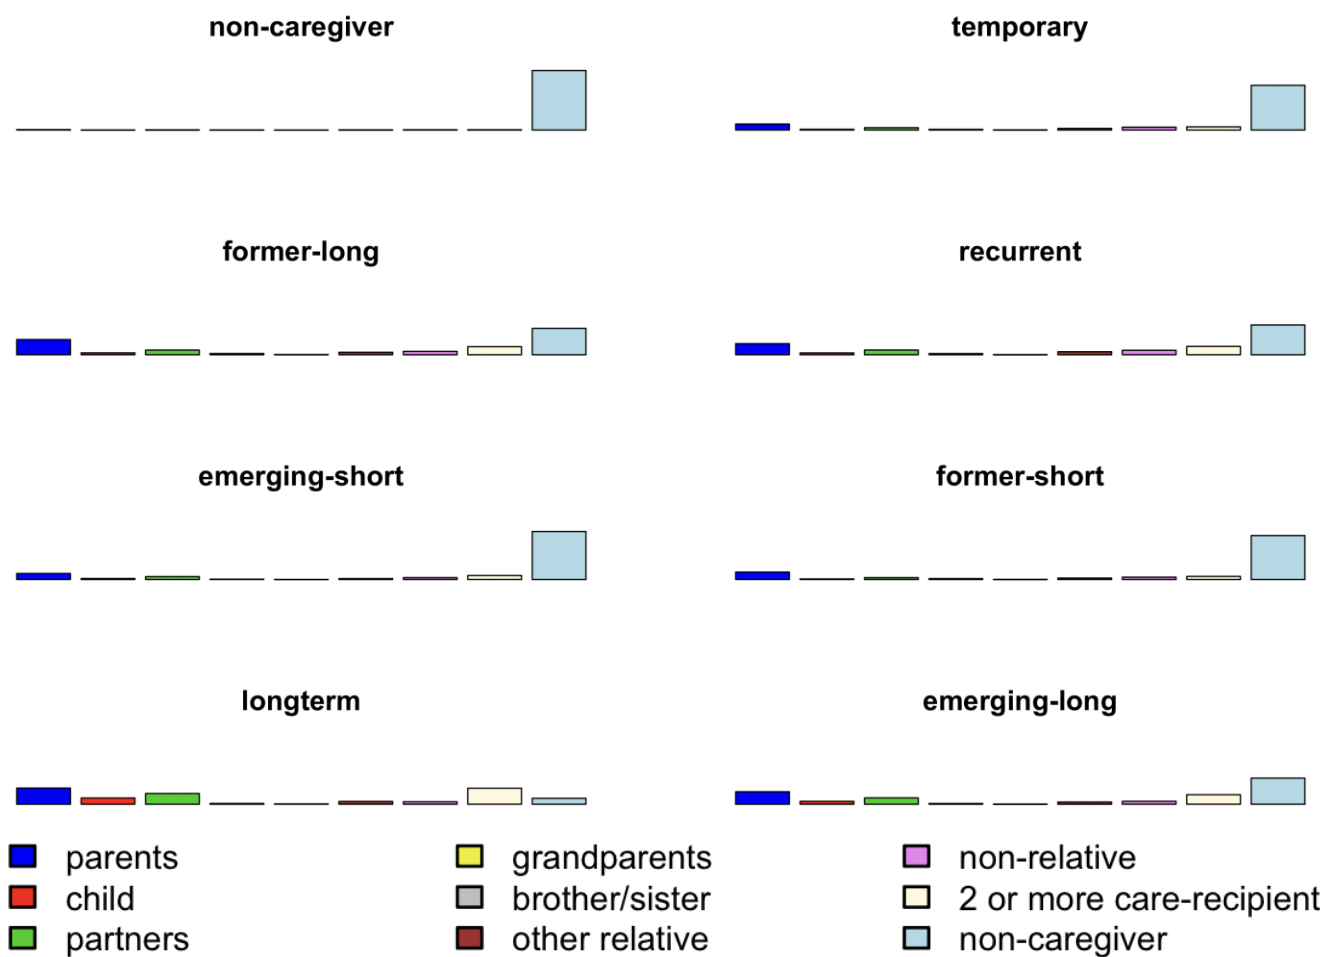 non-caregiver
temporary
former-long
recurrent
emerging-short
former-short
longterm
emerging-long
parents
child
partners
grandparents
brother/sister
other relative
non-relative
2 or more care-recipient
non-caregiver